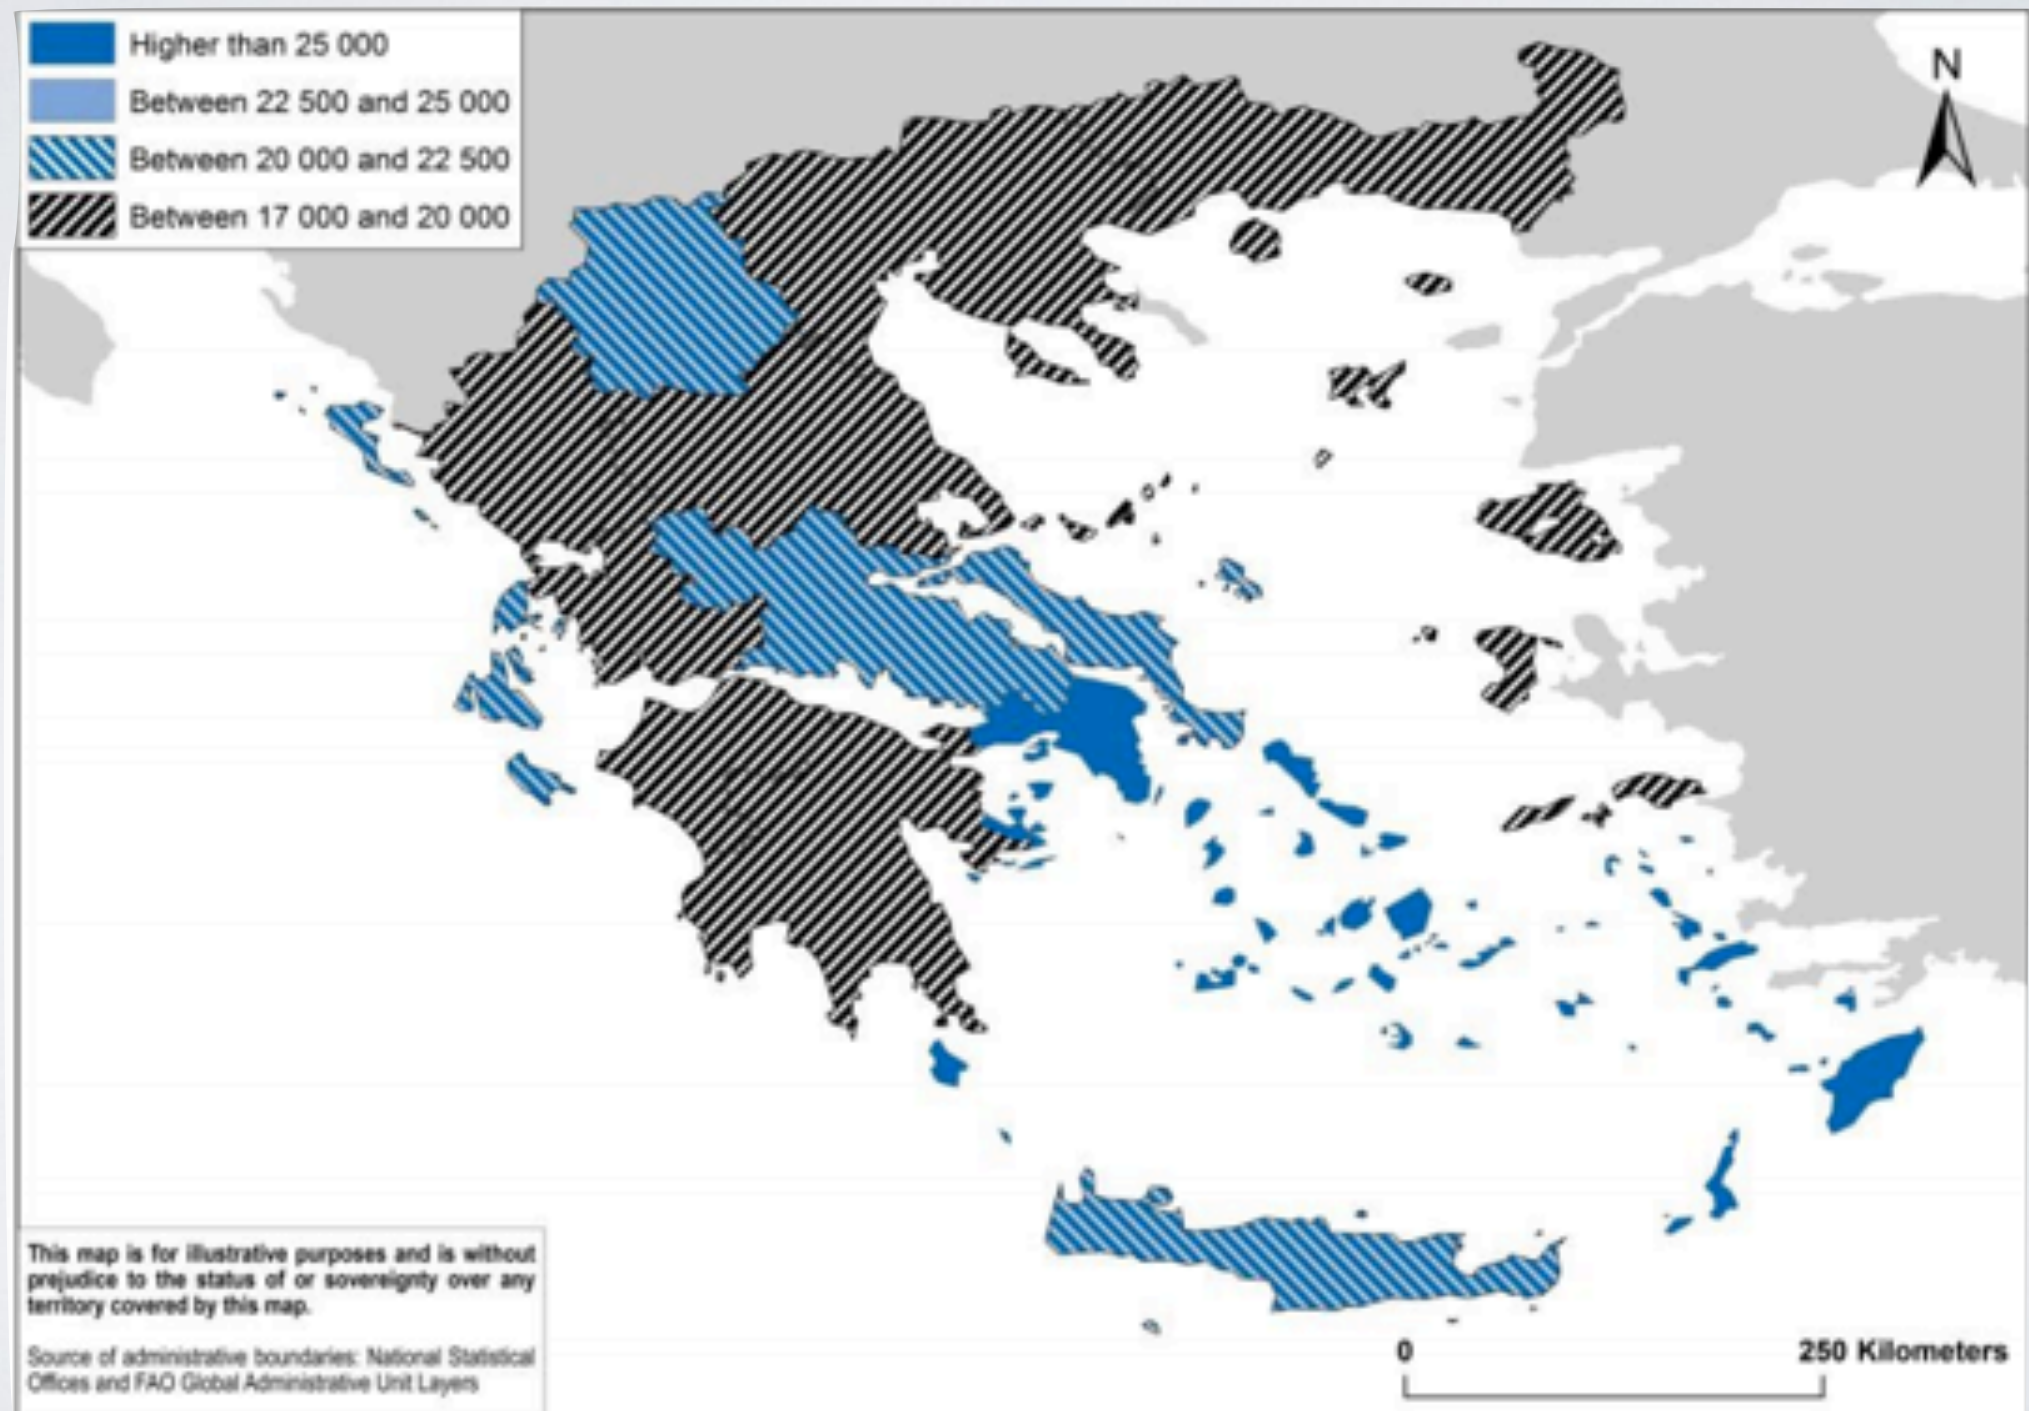 Higher than 25 000
Between 22 500 and 25 000
Between 20 000 and 22 500
Between 17 000 and 20 000
N
This map is for illustrative purposes and is without
prejudice to the status of or sovereignty over any
territory covered by this map.
Source of administrative boundaries: National Statistical
Offices and FAO Global Administrative Unit Layers
0
250 Kilometers